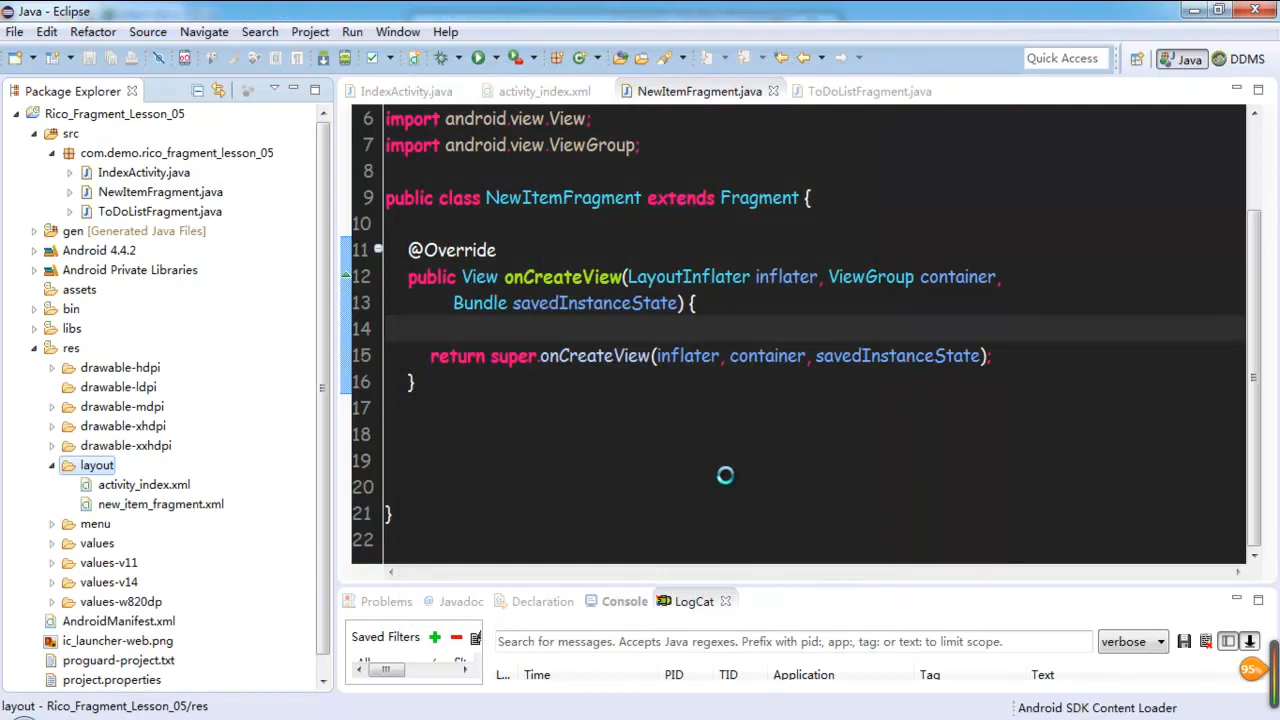 Java - Eclipse
File Edit Refactor Source Navigate Search Project Run Window Help
Quick Access
Java
DDMS
Package Explorer
Rico_Fragment_Lesson_05
src
com.demo.rico_fragment_lesson_05
IndexActivity.java
NewItemFragment.java
ToDoListFragment.java
gen [Generated Java Files]
Android 4.4.2
Android Private Libraries
assets
bin
libs
res
drawable-hdpi
drawable-ldpi
drawable-mdpi
drawable-xhdpi
drawable-xxhdpi
layout
activity_index.xml
new_item_fragment.xml
menu
values
values-v11
values-v14
values-w820dp
AndroidManifest.xml
ic_launcher-web.png
proguard-project.txt
project.properties
IndexActivity.java activity_index.xml NewItemFragment.java ToDoListFragment.java
6 import android.view.View;
7 import android.view.ViewGroup;
8
9 public class NewItemFragment extends Fragment {
10
11 @Override
12 public View onCreateView(LayoutInflater inflater, ViewGroup container,
13 Bundle savedInstanceState) {
14
15 return super.onCreateView(inflater, container, savedInstanceState);
16 }
17
18
19
20
21 }
22
Problems Javadoc Declaration Console LogCat
Saved Filters
Search for messages. Accepts Java regexes. Prefix with pid:, app:, tag: or text: to limit scope.
verbose
L... Time PID TID Application Tag Text
95%
layout - Rico_Fragment_Lesson_05/res
Android SDK Content Loader